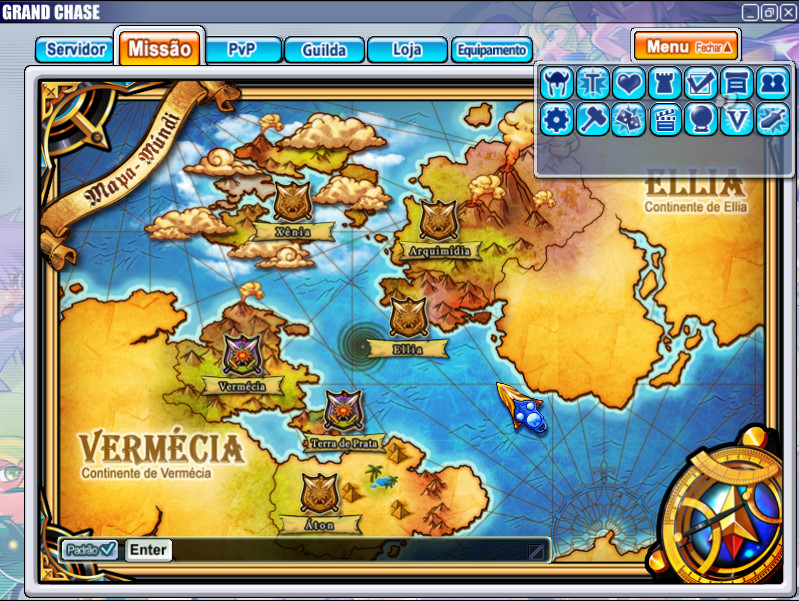 GRAND CHASE
Servidor
Missão
PvP
Guilda
Loja
Equipamento
Menu Fechar
Mapa-Múndi
ELLIA
Continente de Ellia
Xênia
Arquimídia
Ellia
Vermécia
Terra de Prata
VERMÉCIA
Continente de Vermécia
Áton
Padrão
Enter